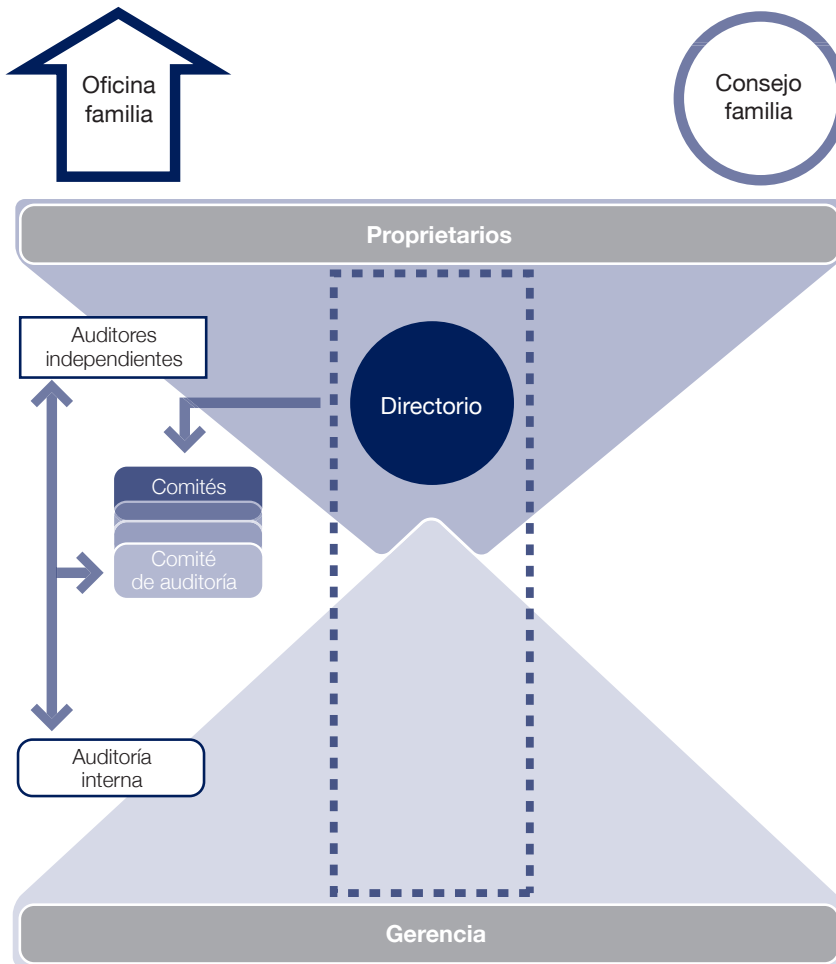 Oficina
familia
Consejo
familia
Proprietarios
Auditores
independientes
Directorio
Comités
Comité
de auditoría
Auditoría
interna
Gerencia